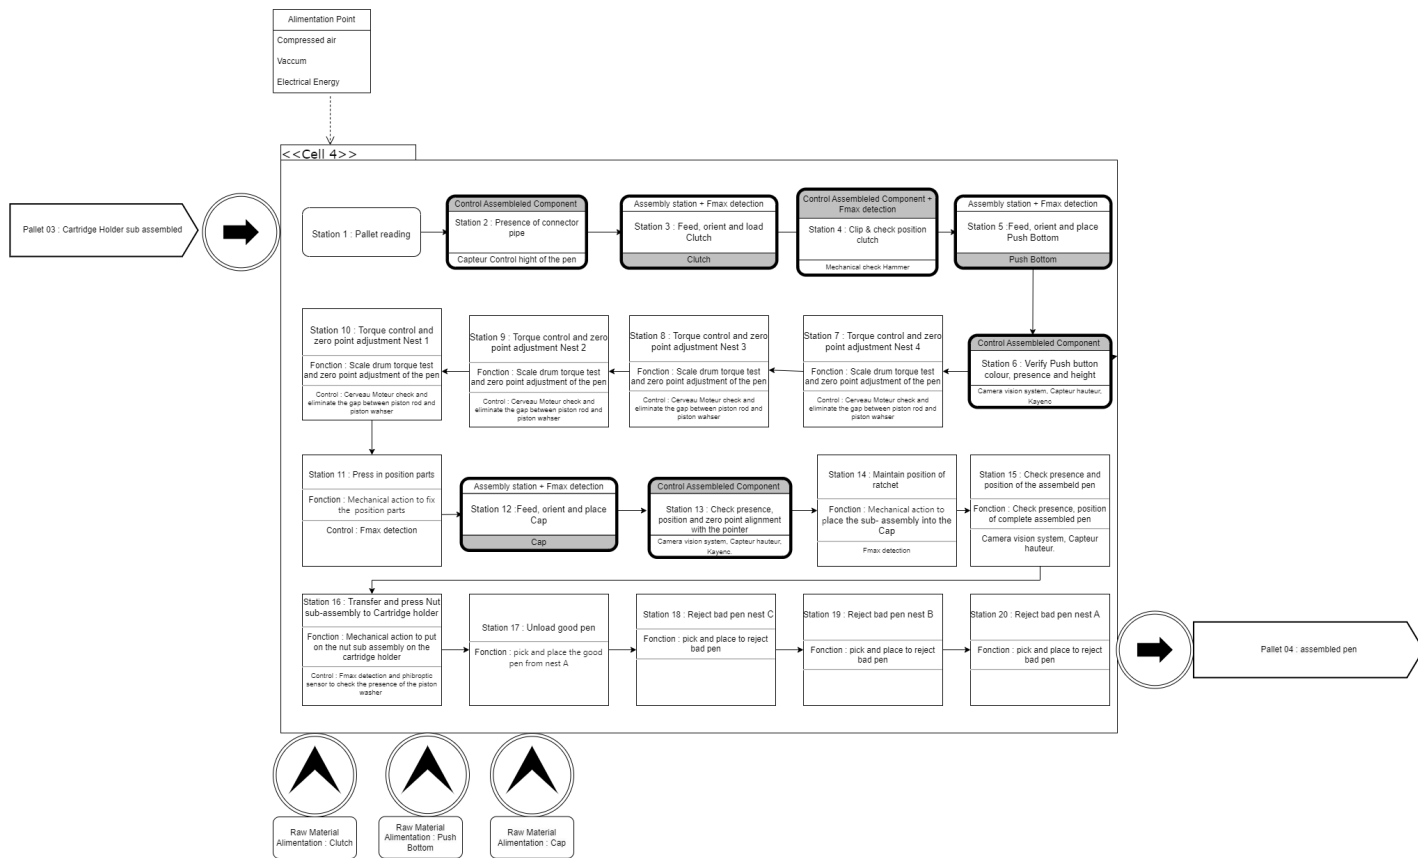 Alimentation Point
Compressed air
Vaccum
Electrical Energy
<<Cell 4>>
Pallet 03 : Cartridge Holder sub assembled
Station 1 : Pallet reading
Control Assembleled Component
Station 2 : Presence of connector
pipe
Capteur Control hight of the pen
Assembly station + Fmax detection
Station 3 : Feed, orient and load
Clutch
Clutch
Control Assembleled Component +
Fmax detection
Station 4 : Clip & check position
clutch
Mechanical check Hammer
Assembly station + Fmax detection
Station 5 :Feed, orient and place
Push Bottom
Push Bottom
Control Assembleled Component
Station 6 : Verify Push button
colour, presence and height
Camera vision system, Capteur hauteur,
Kayenc
Station 7 : Torque control and zero
point adjustment Nest 4
Fonction : Scale drum torque test
and zero point adjustment of the pen
Control : Cerveau Moteur check and
eliminate the gap between piston rod and
piston wahser
Station 8 : Torque control and zero
point adjustment Nest 3
Fonction : Scale drum torque test
and zero point adjustment of the pen
Control : Cerveau Moteur check and
eliminate the gap between piston rod and
piston wahser
Station 9 : Torque control and zero
point adjustment Nest 2
Fonction : Scale drum torque test
and zero point adjustment of the pen
Control : Cerveau Moteur check and
eliminate the gap between piston rod and
piston wahser
Station 10 : Torque control and
zero point adjustment Nest 1
Fonction : Scale drum torque test
and zero point adjustment of the pen
Control : Cerveau Moteur check and
eliminate the gap between piston rod and
piston wahser
Station 11 : Press in position parts
Fonction : Mechanical action to fix
the position parts
Control : Fmax detection
Assembly station + Fmax detection
Station 12 :Feed, orient and place
Cap
Cap
Control Assembleled Component
Station 13 : Check presence,
position and zero point alignment
with the pointer
Camera vision system, Capteur hauteur,
Kayenc.
Station 14 : Maintain position of
ratchet
Fonction : Mechanical action to
place the sub- assembly into the
Cap
Fmax detection
Station 15 : Check presence and
position of the assembeld pen
Fonction : Check presence, position
of complete assembled pen
Camera vision system, Capteur
hauteur.
Station 16 : Transfer and press Nut
sub-assembly to Cartridge holder
Fonction : Mechanical action to put
on the nut sub assembly on the
cartridge holder
Control : Fmax detection and phibroptic
sensor to check the presence of the piston
washer
Station 17 : Unload good pen
Fonction : pick and place the good
pen from nest A
Station 18 : Reject bad pen nest C
Fonction : pick and place to reject
bad pen
Station 19 : Reject bad pen nest B
Fonction : pick and place to reject
bad pen
Station 20 : Reject bad pen nest A
Fonction : pick and place to reject
bad pen
Pallet 04 : assembled pen
Raw Material
Alimentation : Clutch
Raw Material
Alimentation : Push
Bottom
Raw Material
Alimentation : Cap